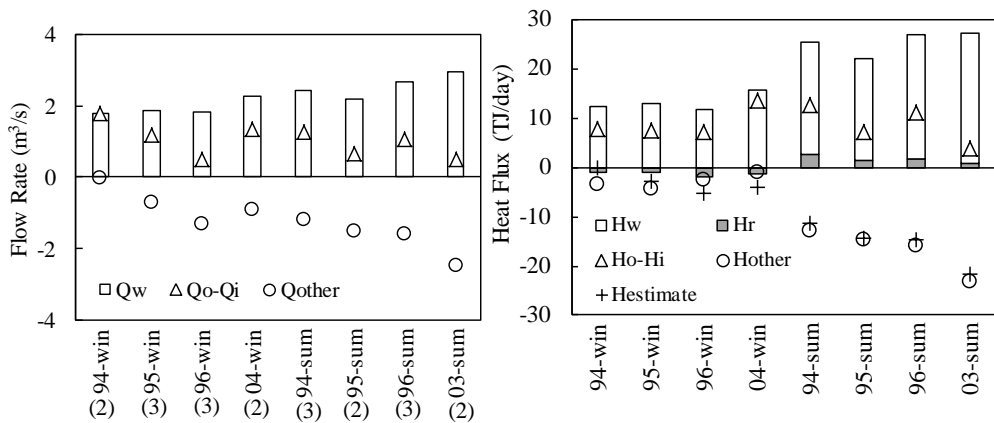 Flow Rate (m³/s)
4
2
0
-2
-4
Qw Qo-Qi Qother
94-win 95-win 96-win 04-win 94-sum 95-sum 96-sum 03-sum
(2) (3) (3) (2) (3) (2) (3) (2)
Heat Flux (TJ/day)
30
20
10
0
-10
-20
-30
Hw Hr
Ho-Hi Hother
Hestimate
94-win 95-win 96-win 04-win 94-sum 95-sum 96-sum 03-sum